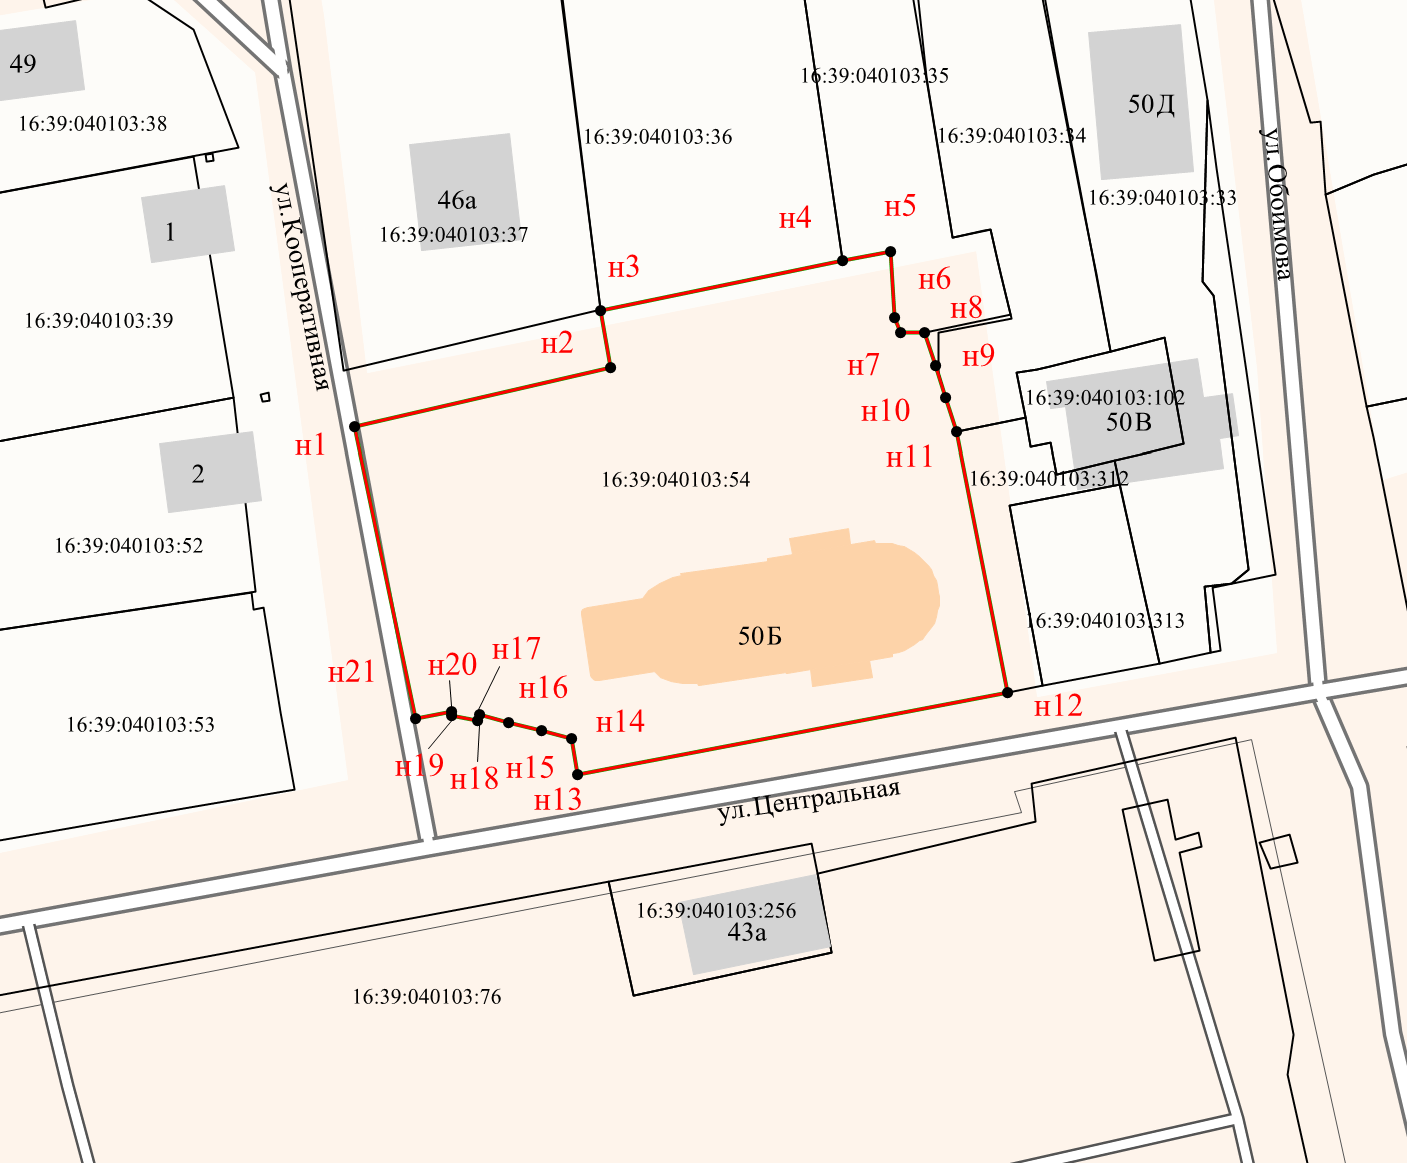 49
16:39:040103:38
16:39:040103:35
50Д
16:39:040103:36
16:39:040103:34
46а
16:39:040103:33
ул. Обоимова
1
16:39:040103:37
ул. Кооперативная
н4
н5
н3
н6
н8
16:39:040103:39
н2
н7
н9
16:39:040103:102
н10
50В
н1
н11
2
16:39:040103:54
16:39:040103:312
16:39:040103:52
16:39:040103:313
50Б
н17
н20
н21
н16
н12
16:39:040103:53
н14
н19
н18
н15
н13
ул. Центральная
16:39:040103:256
43а
16:39:040103:76